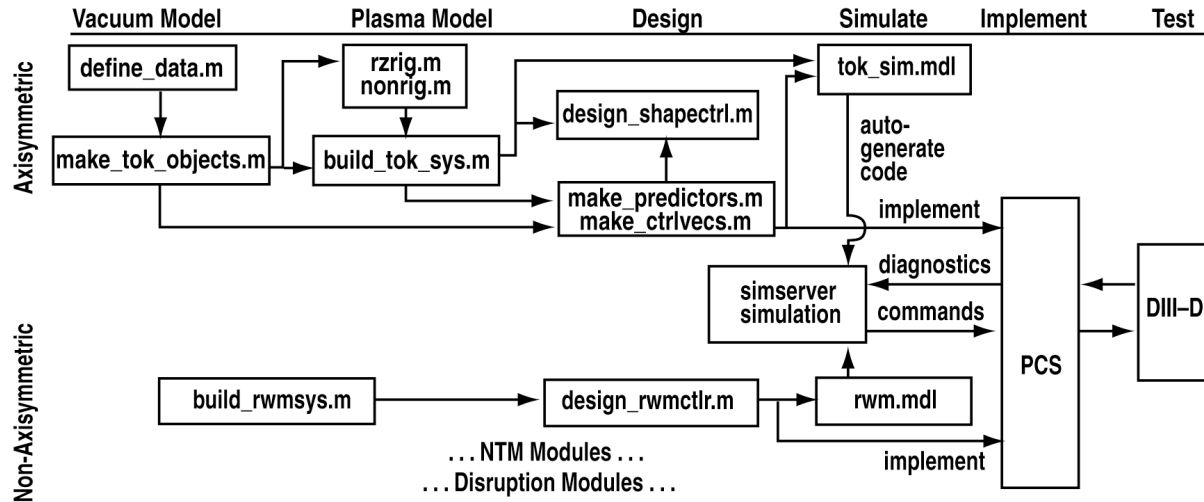 Vacuum Model Plasma Model Design Simulate Implement Test
Axisymmetric
define_data.m
rzrig.m
nonrig.m
tok_sim.mdl
design_shapectrl.m
auto-
generate
code
make_tok_objects.m
build_tok_sys.m
make_predictors.m
make_ctrlvecs.m
implement
diagnostics
simserver
simulation
commands
DIII–D
PCS
Non-Axisymmetric
build_rwmsys.m
design_rwmctlr.m
rwm.mdl
implement
. . . NTM Modules . . .
. . . Disruption Modules . . .